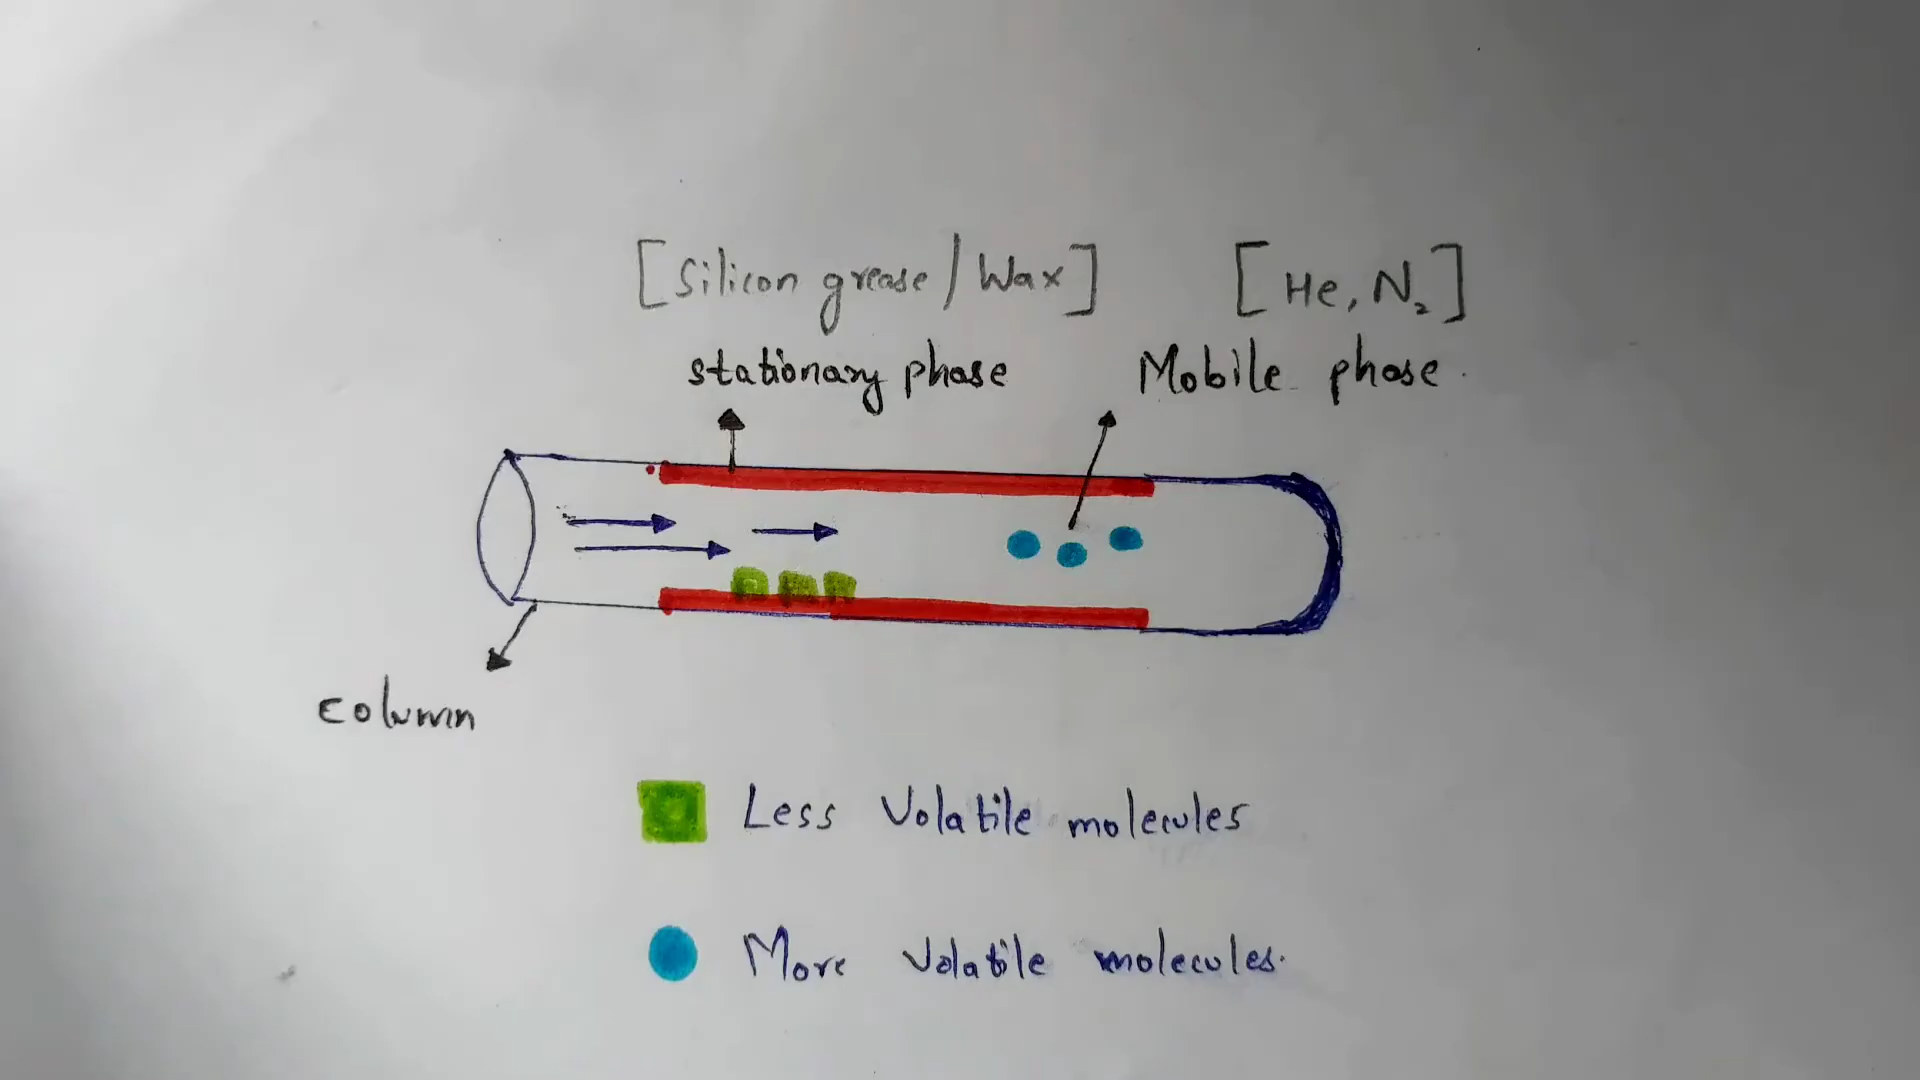 [Silicon grease/Wax] [He, N₂]
stationary phase Mobile phase.
column
Less Volatile molecules
More Volatile molecules.